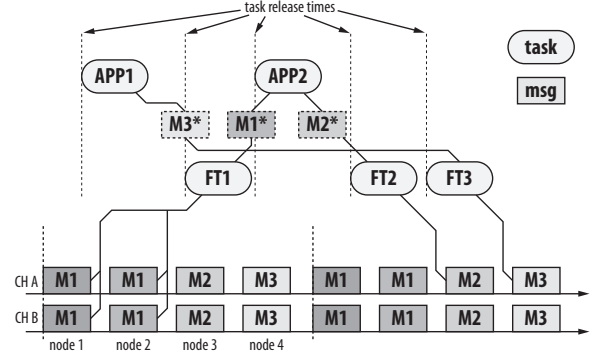 task release times
APP1
APP2
task
msg
M3*
M1*
M2*
FT1
FT2
FT3
CH A
M1
M1
M2
M3
M1
M1
M2
M3
CH B
M1
M1
M2
M3
M1
M1
M2
M3
node 1
node 2
node 3
node 4